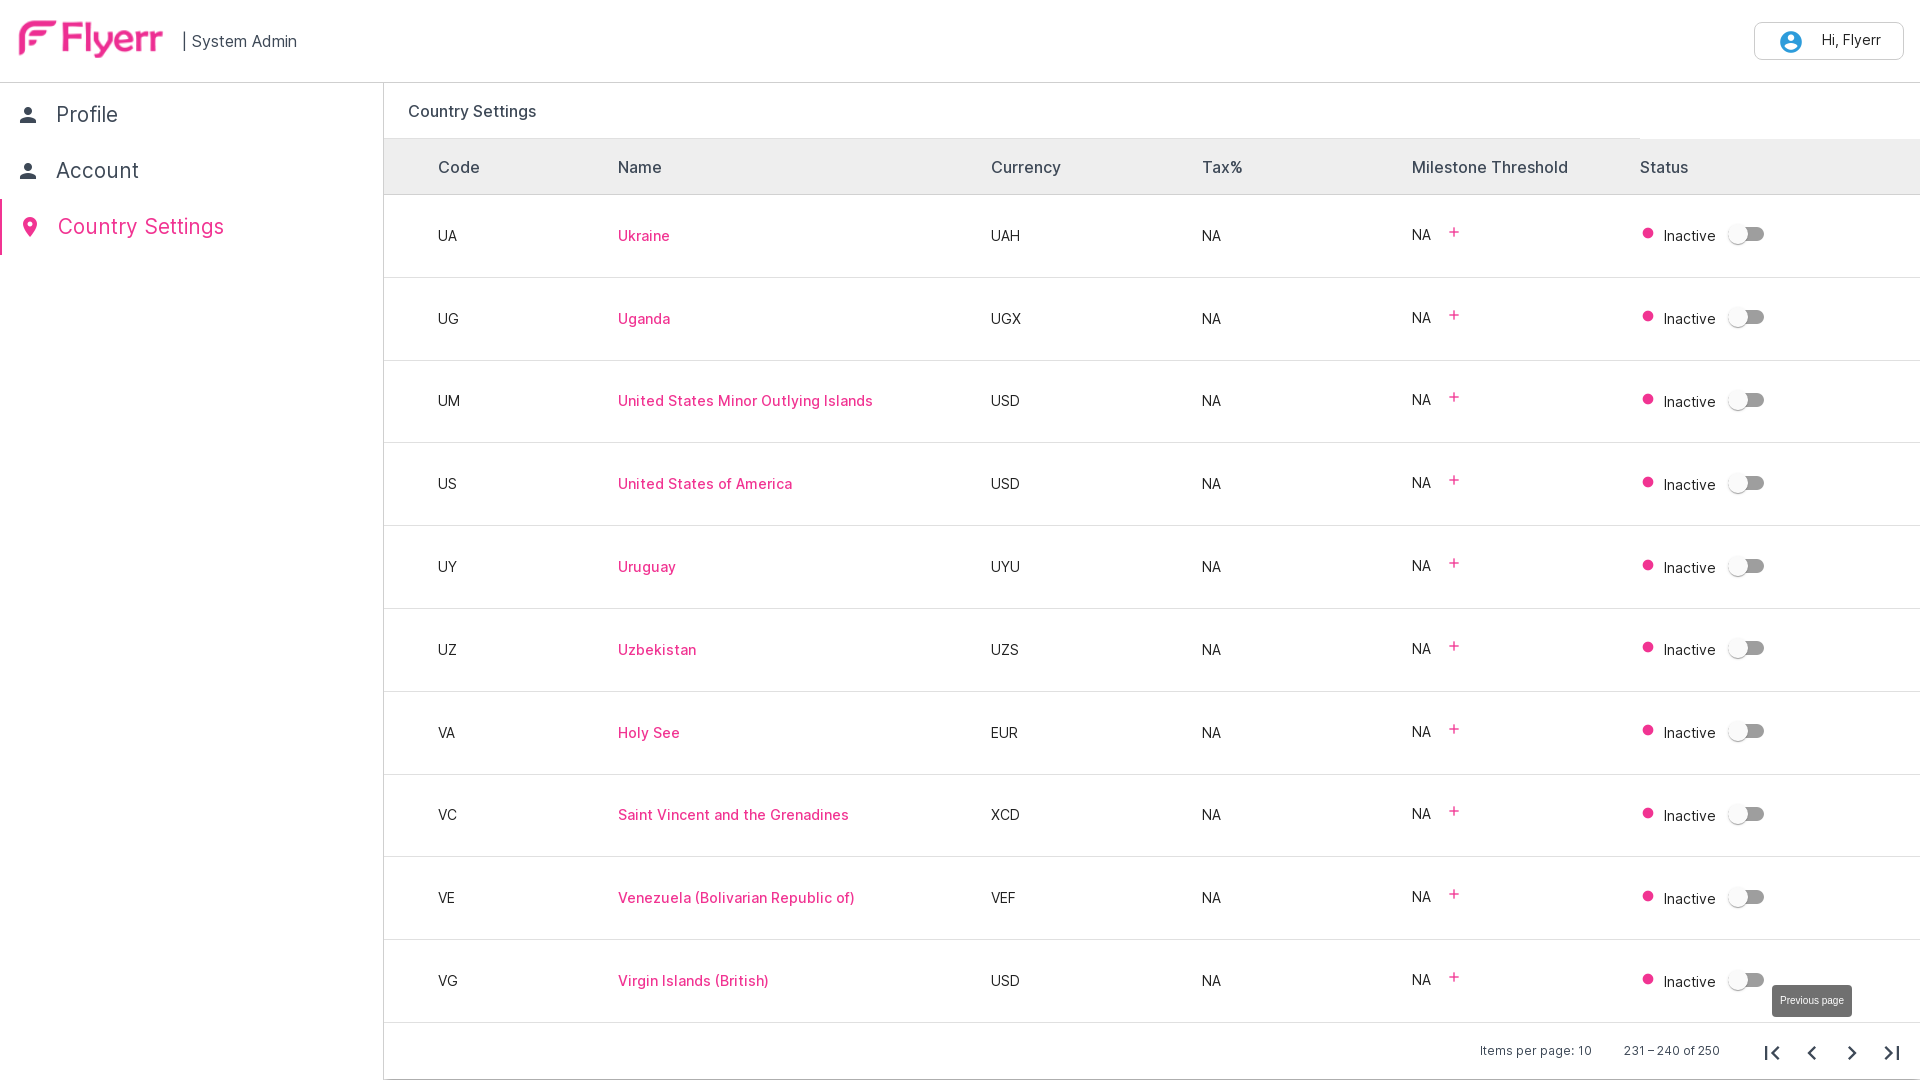 Flyerr | System Admin
Hi, Flyerr
Profile
Account
Country Settings
Country Settings
Code Name Currency Tax% Milestone Threshold Status
UA Ukraine UAH NA NA + Inactive
UG Uganda UGX NA NA + Inactive
UM United States Minor Outlying Islands USD NA NA + Inactive
US United States of America USD NA NA + Inactive
UY Uruguay UYU NA NA + Inactive
UZ Uzbekistan UZS NA NA + Inactive
VA Holy See EUR NA NA + Inactive
VC Saint Vincent and the Grenadines XCD NA NA + Inactive
VE Venezuela (Bolivarian Republic of) VEF NA NA + Inactive
VG Virgin Islands (British) USD NA NA + Inactive
Previous page
Items per page: 10 231 – 240 of 250